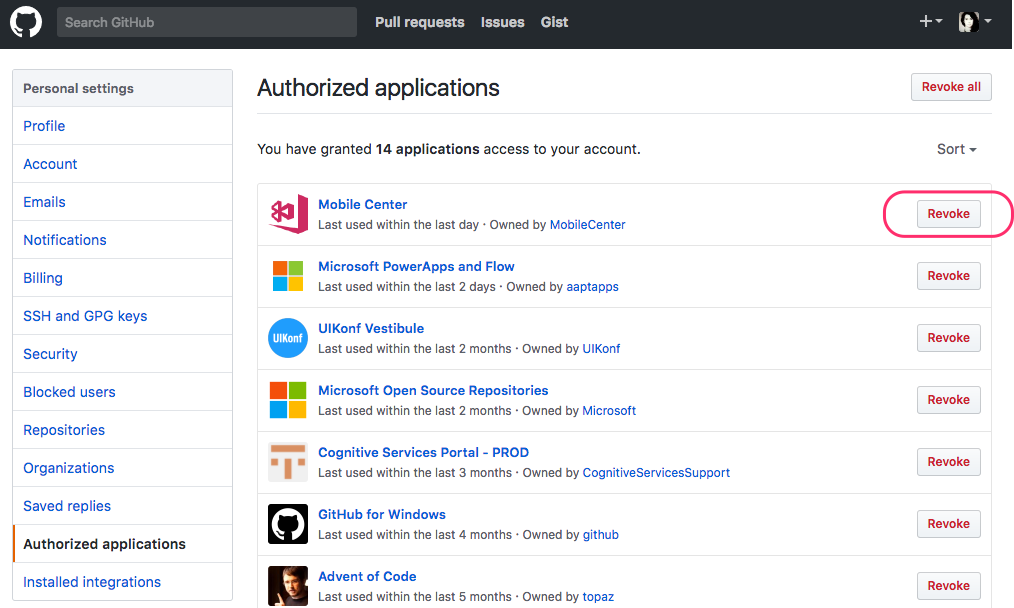 Search GitHub
Pull requests
Issues
Gist
Personal settings
Profile
Account
Emails
Notifications
Billing
SSH and GPG keys
Security
Blocked users
Repositories
Organizations
Saved replies
Authorized applications
Installed integrations
Authorized applications
Revoke all
You have granted 14 applications access to your account.
Sort
Mobile Center
Last used within the last day · Owned by MobileCenter
Revoke
Microsoft PowerApps and Flow
Last used within the last 2 days · Owned by aaptapps
Revoke
UIKonf
UIKonf Vestibule
Last used within the last 2 months · Owned by UIKonf
Revoke
Microsoft Open Source Repositories
Last used within the last 2 months · Owned by Microsoft
Revoke
Cognitive Services Portal - PROD
Last used within the last 3 months · Owned by CognitiveServicesSupport
Revoke
GitHub for Windows
Last used within the last 4 months · Owned by github
Revoke
Advent of Code
Last used within the last 5 months · Owned by topaz
Revoke